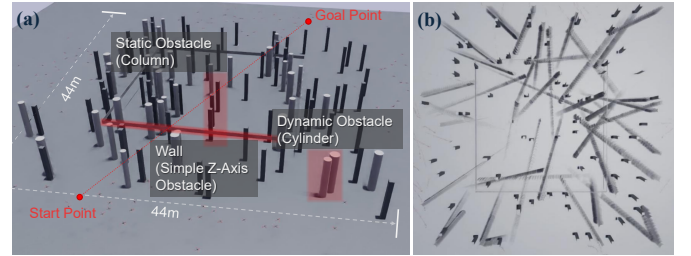 (a)
Goal Point
Static Obstacle
(Column)
44m
Dynamic Obstacle
(Cylinder)
Wall
(Simple Z-Axis
Obstacle)
Start Point
44m
(b)